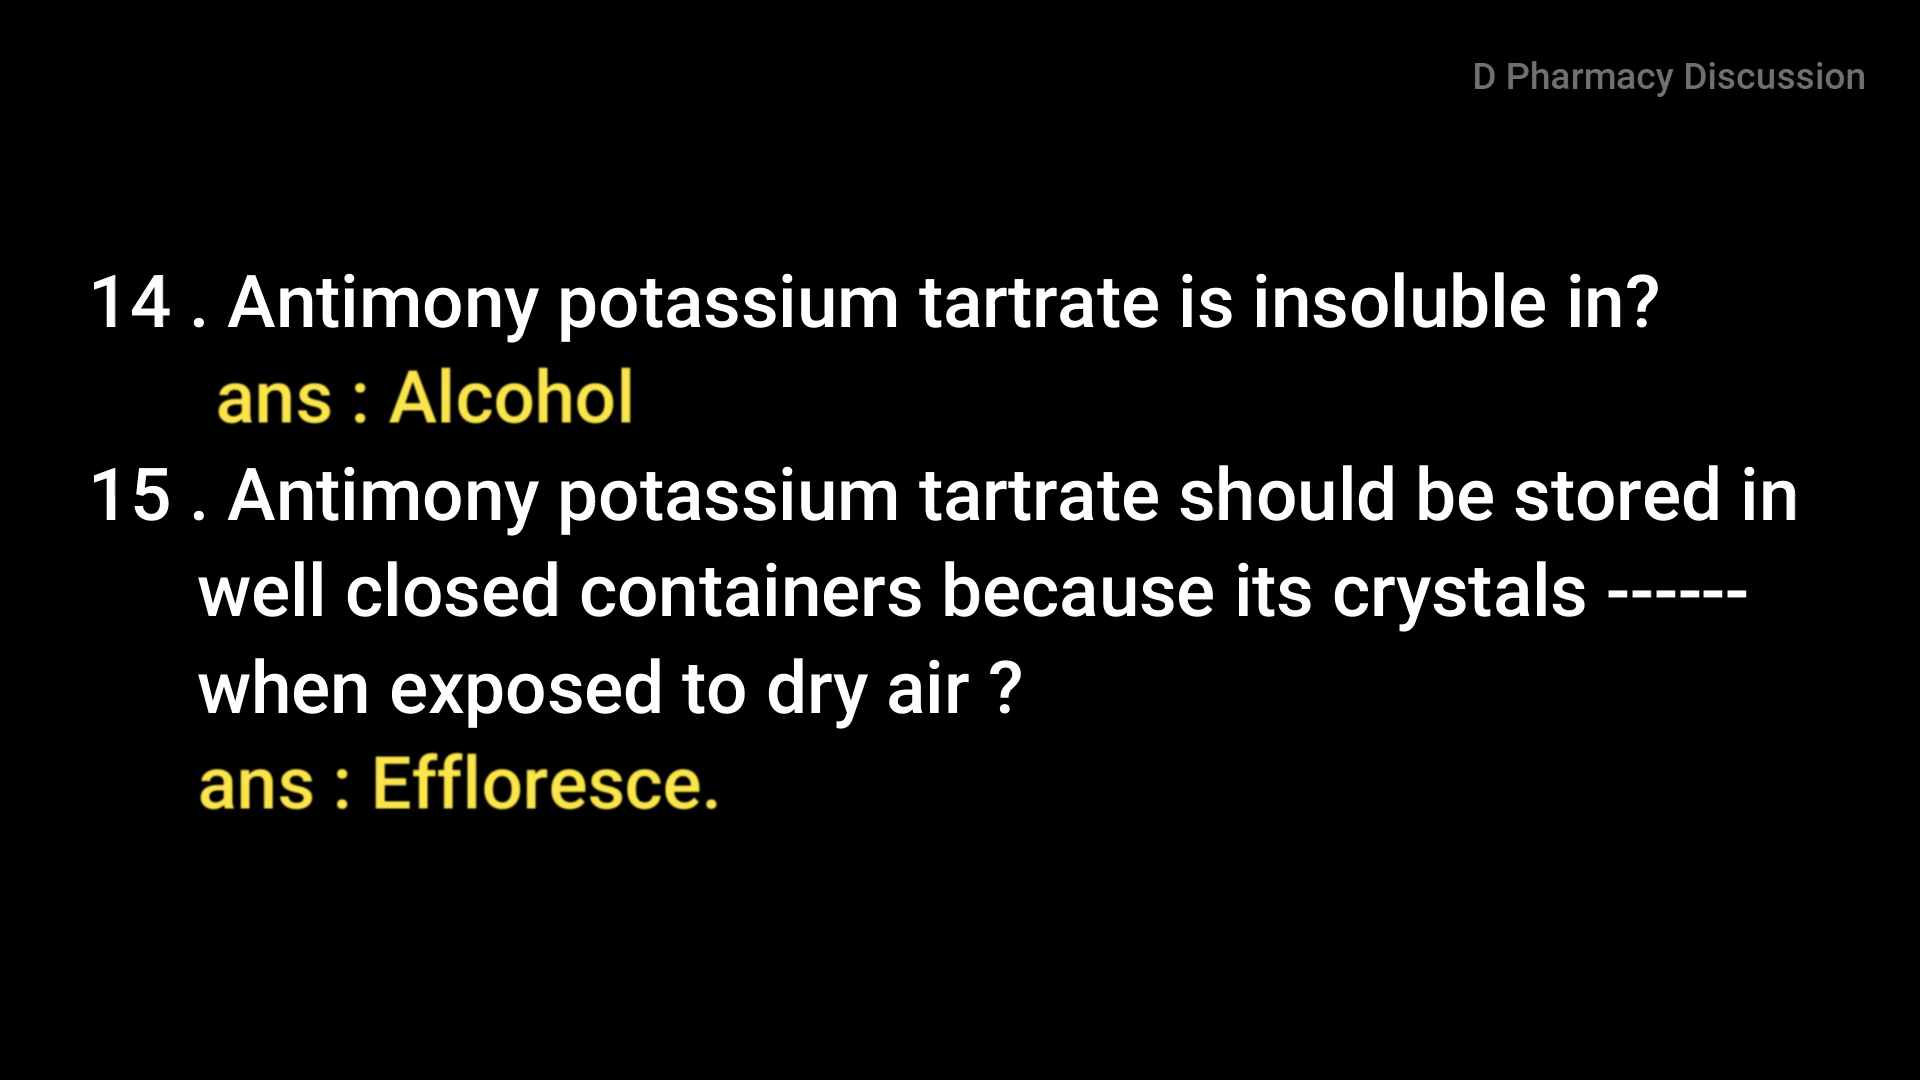 D Pharmacy Discussion
14 . Antimony potassium tartrate is insoluble in?
ans : Alcohol
15 . Antimony potassium tartrate should be stored in
well closed containers because its crystals ------
when exposed to dry air ?
ans : Effloresce.